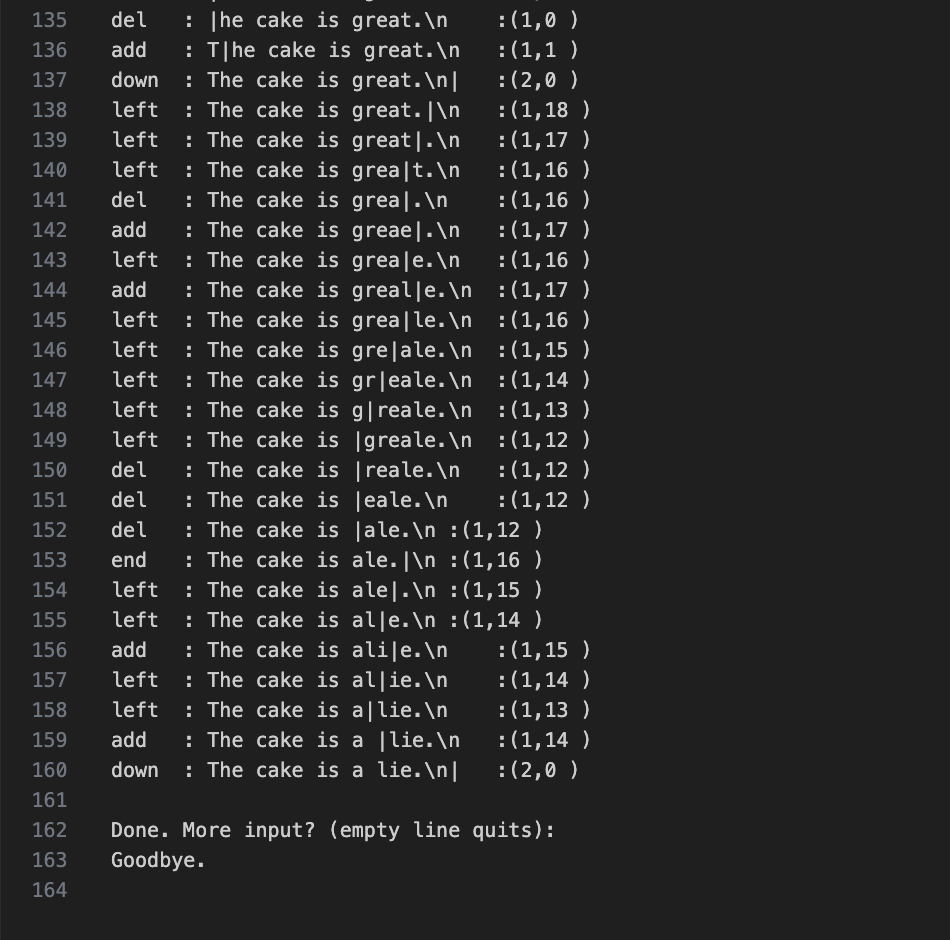 135 del : |he cake is great.\n :(1,0 )
136 add : T|he cake is great.\n :(1,1 )
137 down : The cake is great.\n| :(2,0 )
138 left : The cake is great.|\n :(1,18 )
139 left : The cake is great|.\n :(1,17 )
140 left : The cake is grea|t.\n :(1,16 )
141 del : The cake is grea|.\n :(1,16 )
142 add : The cake is greae|.\n :(1,17 )
143 left : The cake is grea|e.\n :(1,16 )
144 add : The cake is greal|e.\n :(1,17 )
145 left : The cake is grea|le.\n :(1,16 )
146 left : The cake is gre|ale.\n :(1,15 )
147 left : The cake is gr|eale.\n :(1,14 )
148 left : The cake is g|reale.\n :(1,13 )
149 left : The cake is |greale.\n :(1,12 )
150 del : The cake is |reale.\n :(1,12 )
151 del : The cake is |eale.\n :(1,12 )
152 del : The cake is |ale.\n :(1,12 )
153 end : The cake is ale.|\n :(1,16 )
154 left : The cake is ale|.\n :(1,15 )
155 left : The cake is al|e.\n :(1,14 )
156 add : The cake is ali|e.\n :(1,15 )
157 left : The cake is al|ie.\n :(1,14 )
158 left : The cake is a|lie.\n :(1,13 )
159 add : The cake is a |lie.\n :(1,14 )
160 down : The cake is a lie.\n| :(2,0 )
161
162 Done. More input? (empty line quits):
163 Goodbye.
164